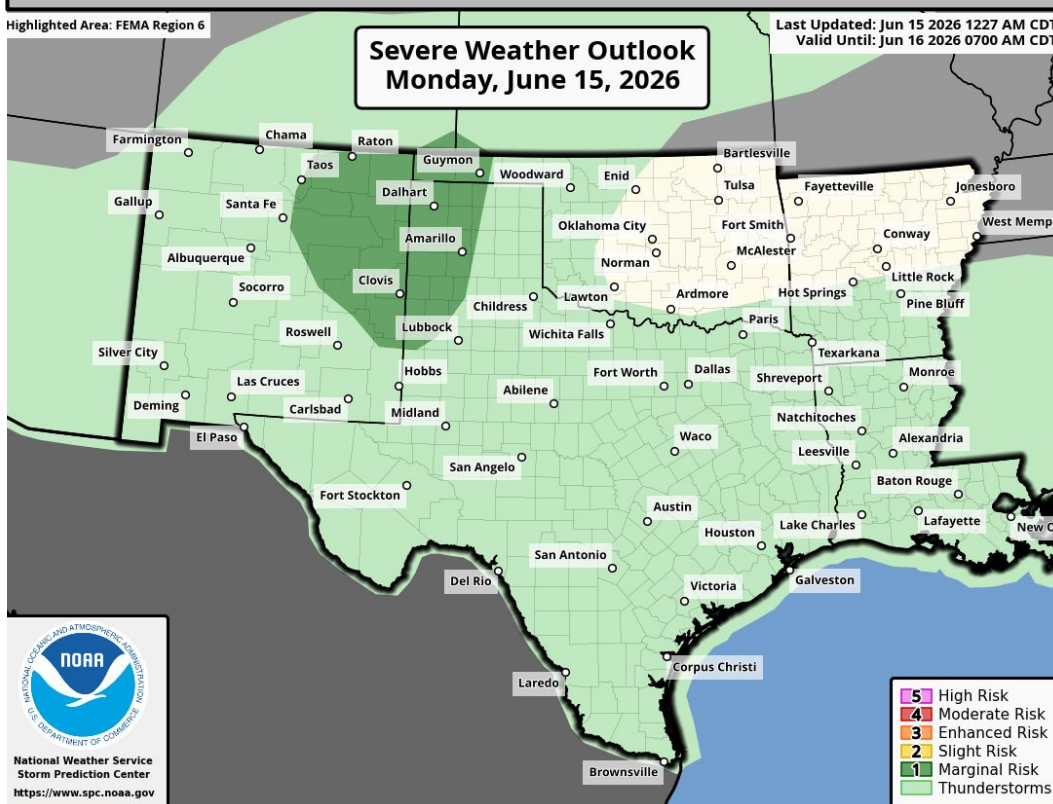 Highlighted Area: FEMA Region 6
Last Updated: Jun 15 2026 1227 AM CDT
Valid Until: Jun 16 2026 0700 AM CDT
Severe Weather Outlook
Monday, June 15, 2026
Farmington
Chama
Raton
Guymon
Bartlesville
Taos
Woodward
Enid
Tulsa
Fayetteville
Jonesboro
Gallup
Santa Fe
Dalhart
Oklahoma City
Fort Smith
Conway
West Memp
Albuquerque
Amarillo
Norman
McAlester
Socorro
Clovis
Childress
Lawton
Ardmore
Hot Springs
Little Rock
Pine Bluff
Roswell
Lubbock
Wichita Falls
Paris
Texarkana
Silver City
Las Cruces
Hobbs
Abilene
Fort Worth
Dallas
Shreveport
Monroe
Deming
Carlsbad
Midland
Natchitoches
El Paso
San Angelo
Waco
Leesville
Alexandria
Fort Stockton
Baton Rouge
Austin
Houston
Lake Charles
Lafayette
New O
Del Rio
San Antonio
Victoria
Galveston
Laredo
Corpus Christi
Brownsville
NATIONAL OCEANIC AND ATMOSPHERIC ADMINISTRATION
NOAA
U.S. DEPARTMENT OF COMMERCE
National Weather Service
Storm Prediction Center
https://www.spc.noaa.gov
5 High Risk
4 Moderate Risk
3 Enhanced Risk
2 Slight Risk
1 Marginal Risk
Thunderstorms